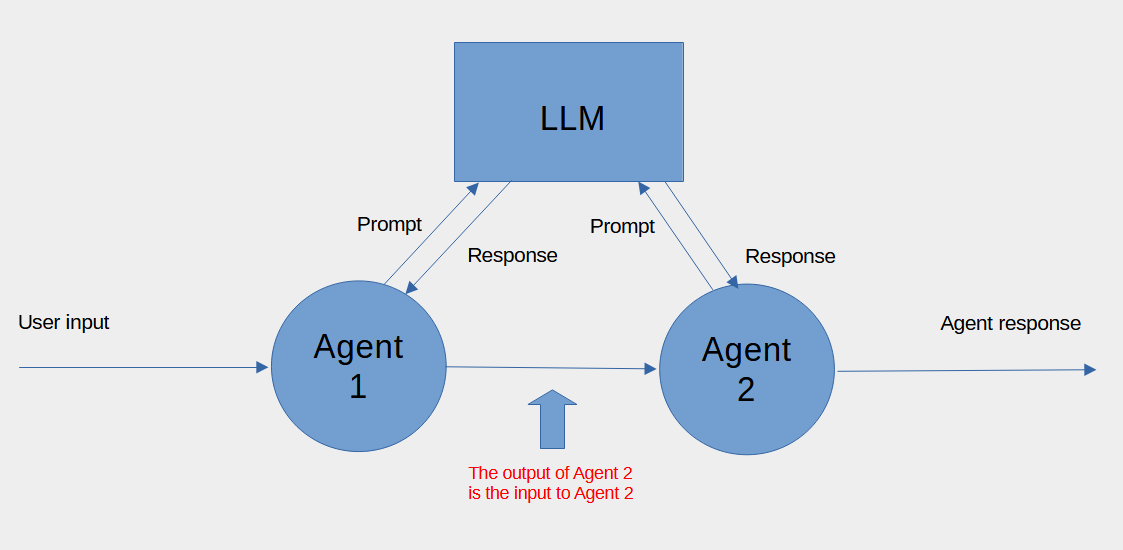 LLM
Prompt
Response
Prompt
Response
User input
Agent
1
Agent
2
Agent response
The output of Agent 2
is the input to Agent 2